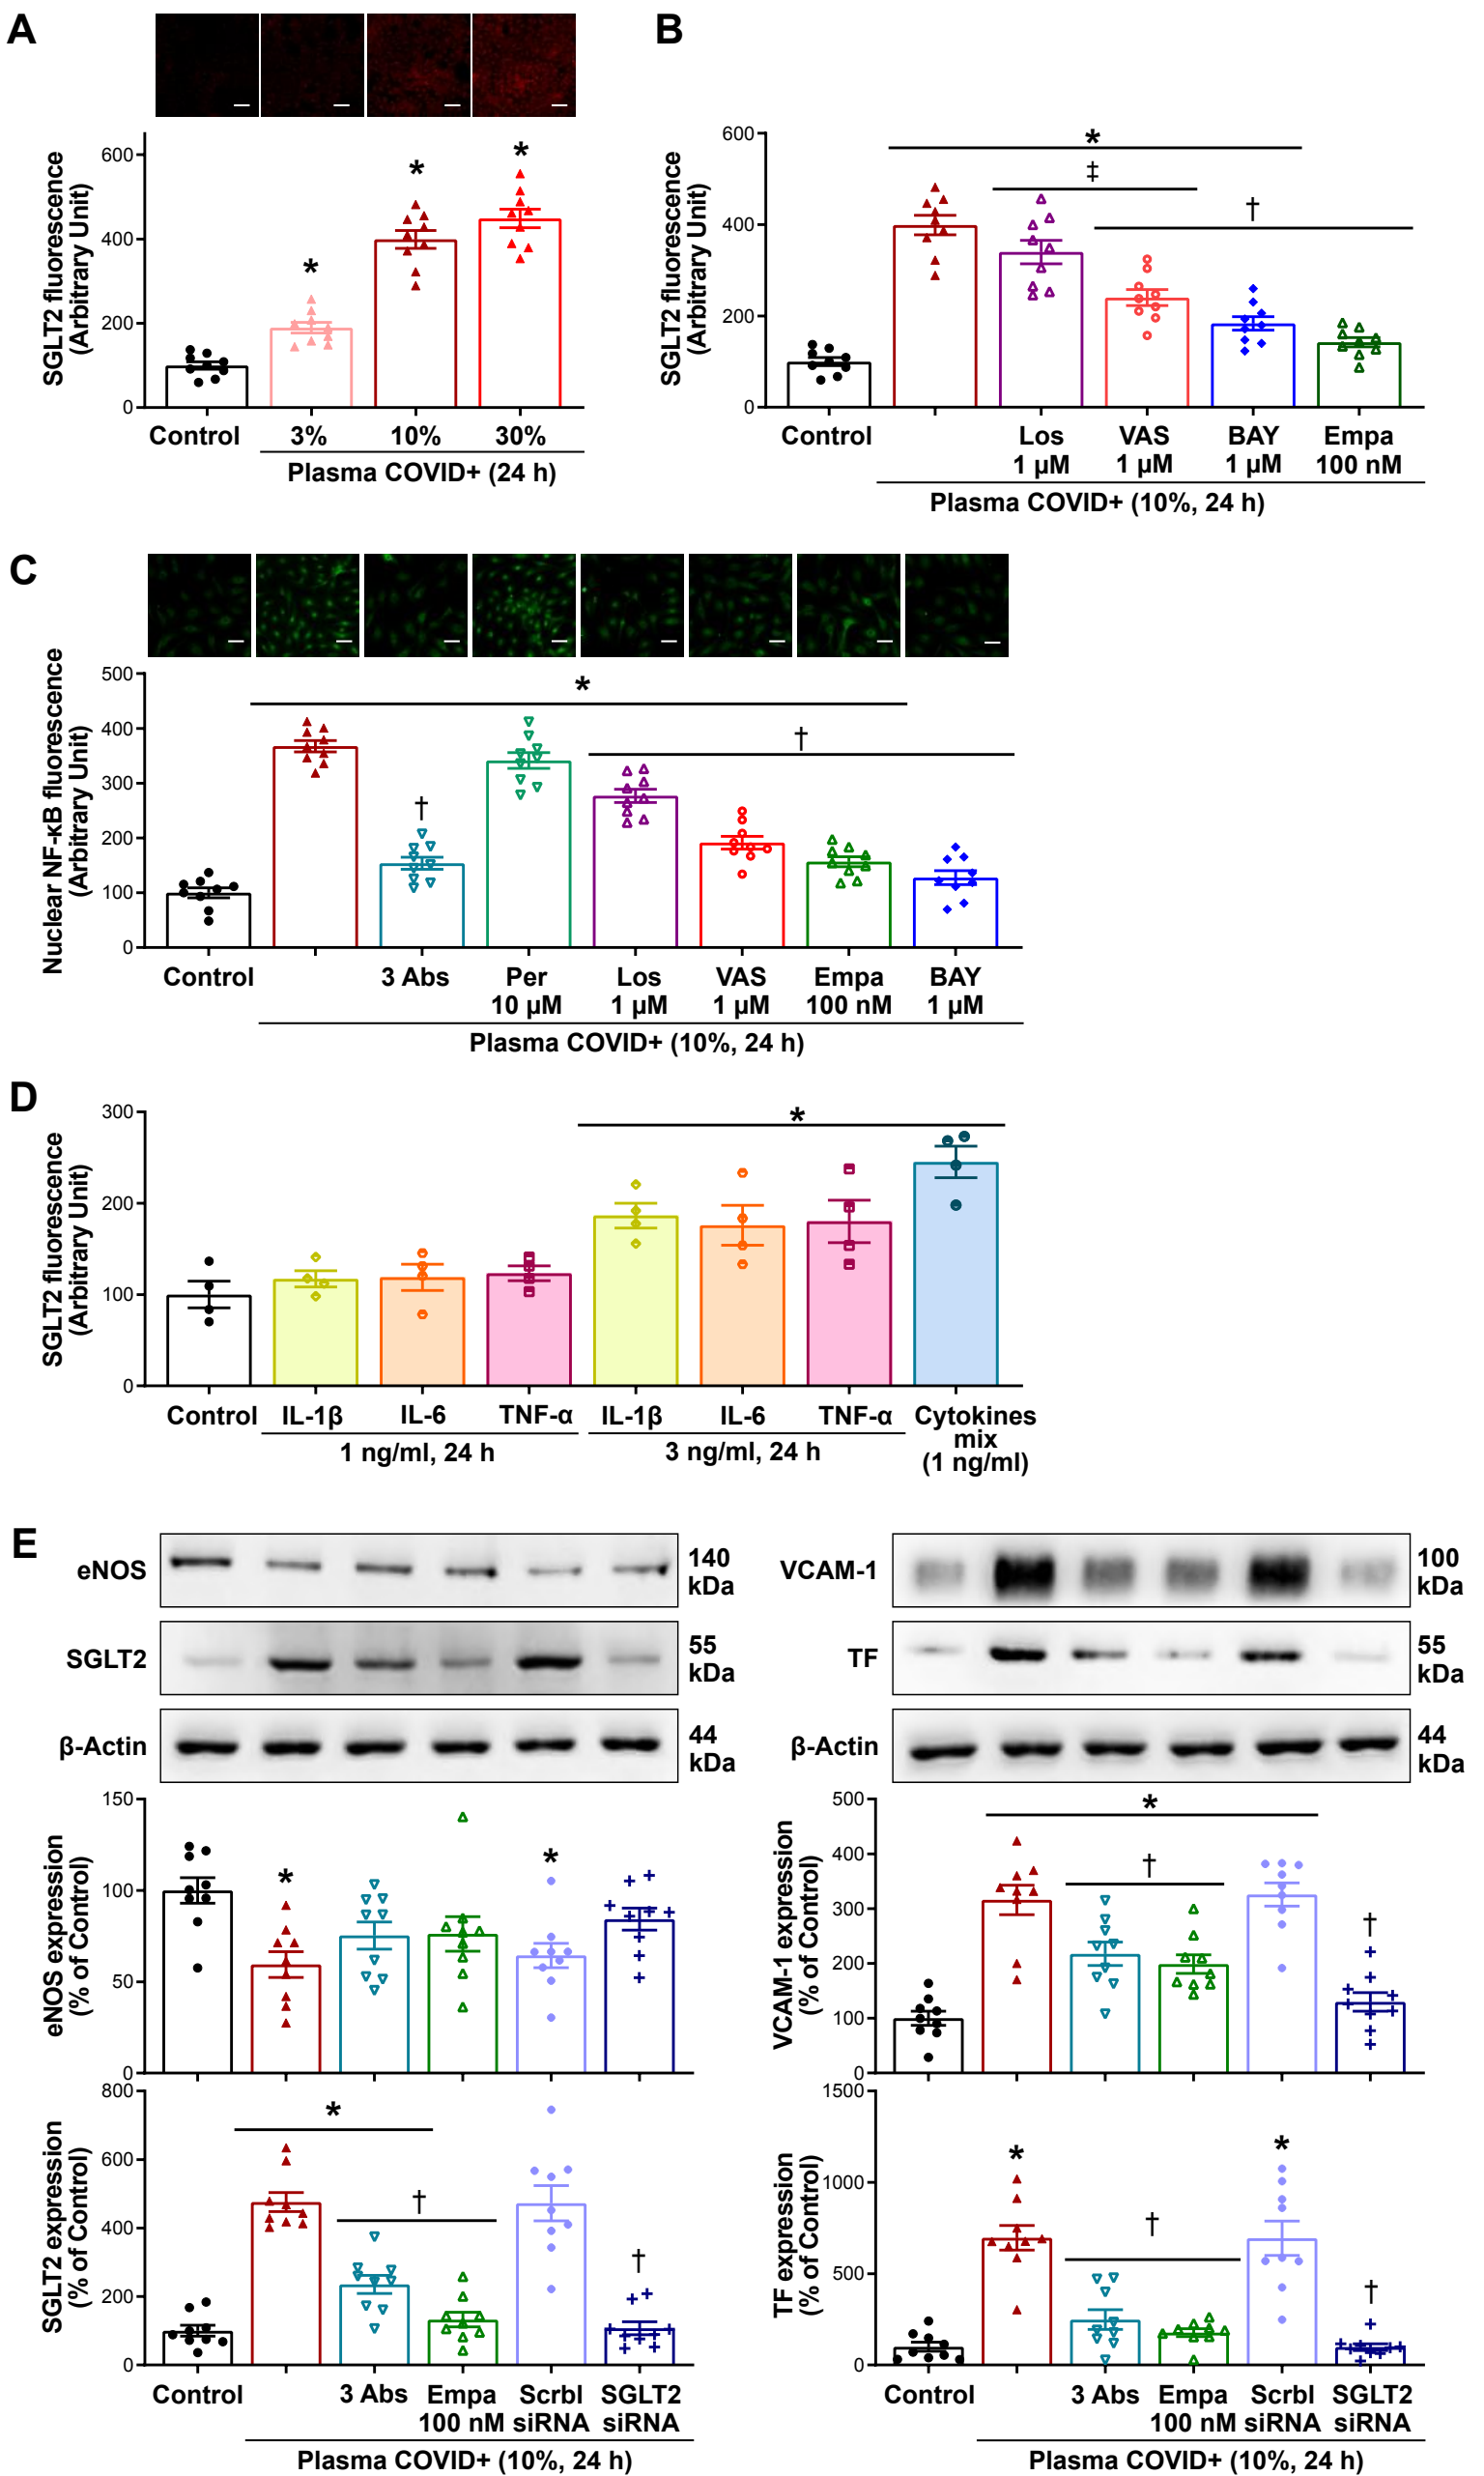 A
SGLT2 fluorescence
(Arbitrary Unit)
600
400
200
0
*
*
*
Control
3%
10%
30%
Plasma COVID+ (24 h)
B
SGLT2 fluorescence
(Arbitrary Unit)
600
400
200
0
*
‡
†
Control
Los
VAS
BAY
Empa
1 µM
1 µM
1 µM
100 nM
Plasma COVID+ (10%, 24 h)
C
Nuclear NF-κB fluorescence
(Arbitrary Unit)
500
400
300
200
100
0
*
†
†
Control
3 Abs
Per
Los
VAS
Empa
BAY
10 µM
1 µM
1 µM
100 nM
1 µM
Plasma COVID+ (10%, 24 h)
D
SGLT2 fluorescence
(Arbitrary Unit)
300
200
100
0
*
Control
IL-1β
IL-6
TNF-α
IL-1β
IL-6
TNF-α
Cytokines
mix
(1 ng/ml)
1 ng/ml, 24 h
3 ng/ml, 24 h
E
eNOS
140
kDa
SGLT2
55
kDa
β-Actin
44
kDa
VCAM-1
100
kDa
TF
55
kDa
β-Actin
44
kDa
eNOS expression
(% of Control)
150
100
50
0
*
*
VCAM-1 expression
(% of Control)
500
400
300
200
100
0
*
†
†
SGLT2 expression
(% of Control)
800
600
400
200
0
*
†
†
Control
3 Abs
Empa
Scrbl
SGLT2
100 nM
siRNA
siRNA
Plasma COVID+ (10%, 24 h)
TF expression
(% of Control)
1500
1000
500
0
*
†
*
†
Control
3 Abs
Empa
Scrbl
SGLT2
100 nM
siRNA
siRNA
Plasma COVID+ (10%, 24 h)